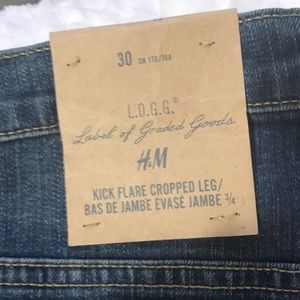 30 CN 170/76A
L.O.G.G.®
Label of Graded Goods
H&M
KICK FLARE CROPPED LEG/
BAS DE JAMBE ÉVASÉ JAMBE ¾